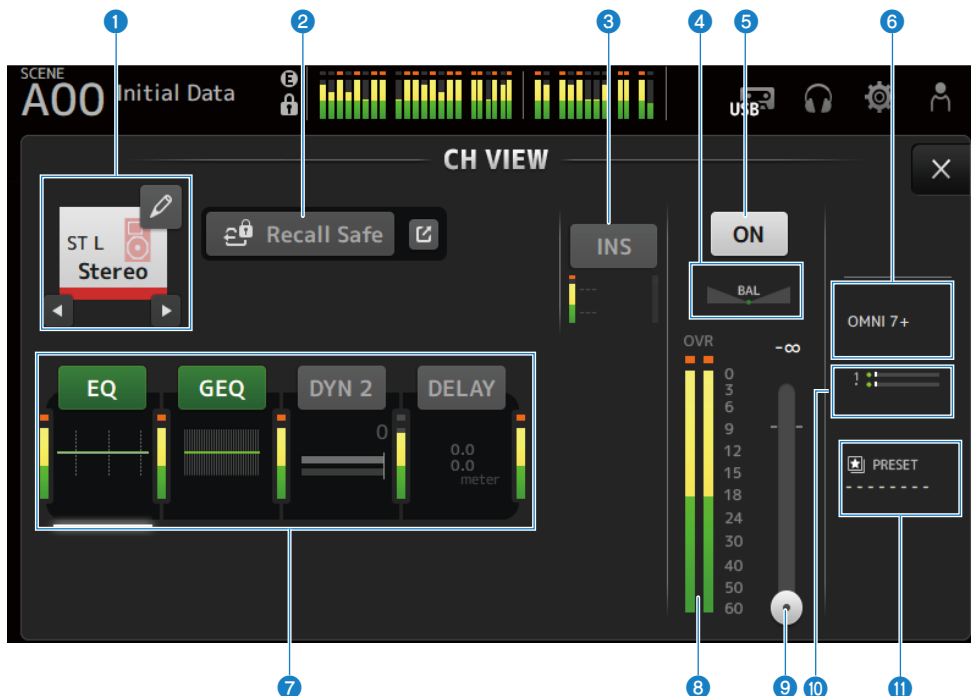 1 2 3 4 5 6
SCENE
A00 Initial Data E
USB
CH VIEW
ST L
Stereo
Recall Safe
INS
---
---
ON
BAL
OMNI 7+
OVR
-∞
0
3
6
9
12
15
18
24
30
40
50
60
1
PRESET
--------
EQ GEQ DYN 2 DELAY
0
0.0
0.0
meter
7 8 9 10 11